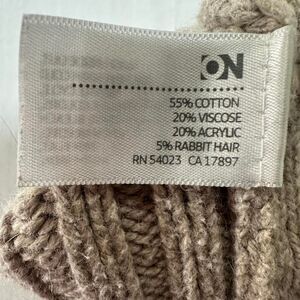 ON
55% COTTON
20% VISCOSE
20% ACRYLIC
5% RABBIT HAIR
RN 54023 CA 17897